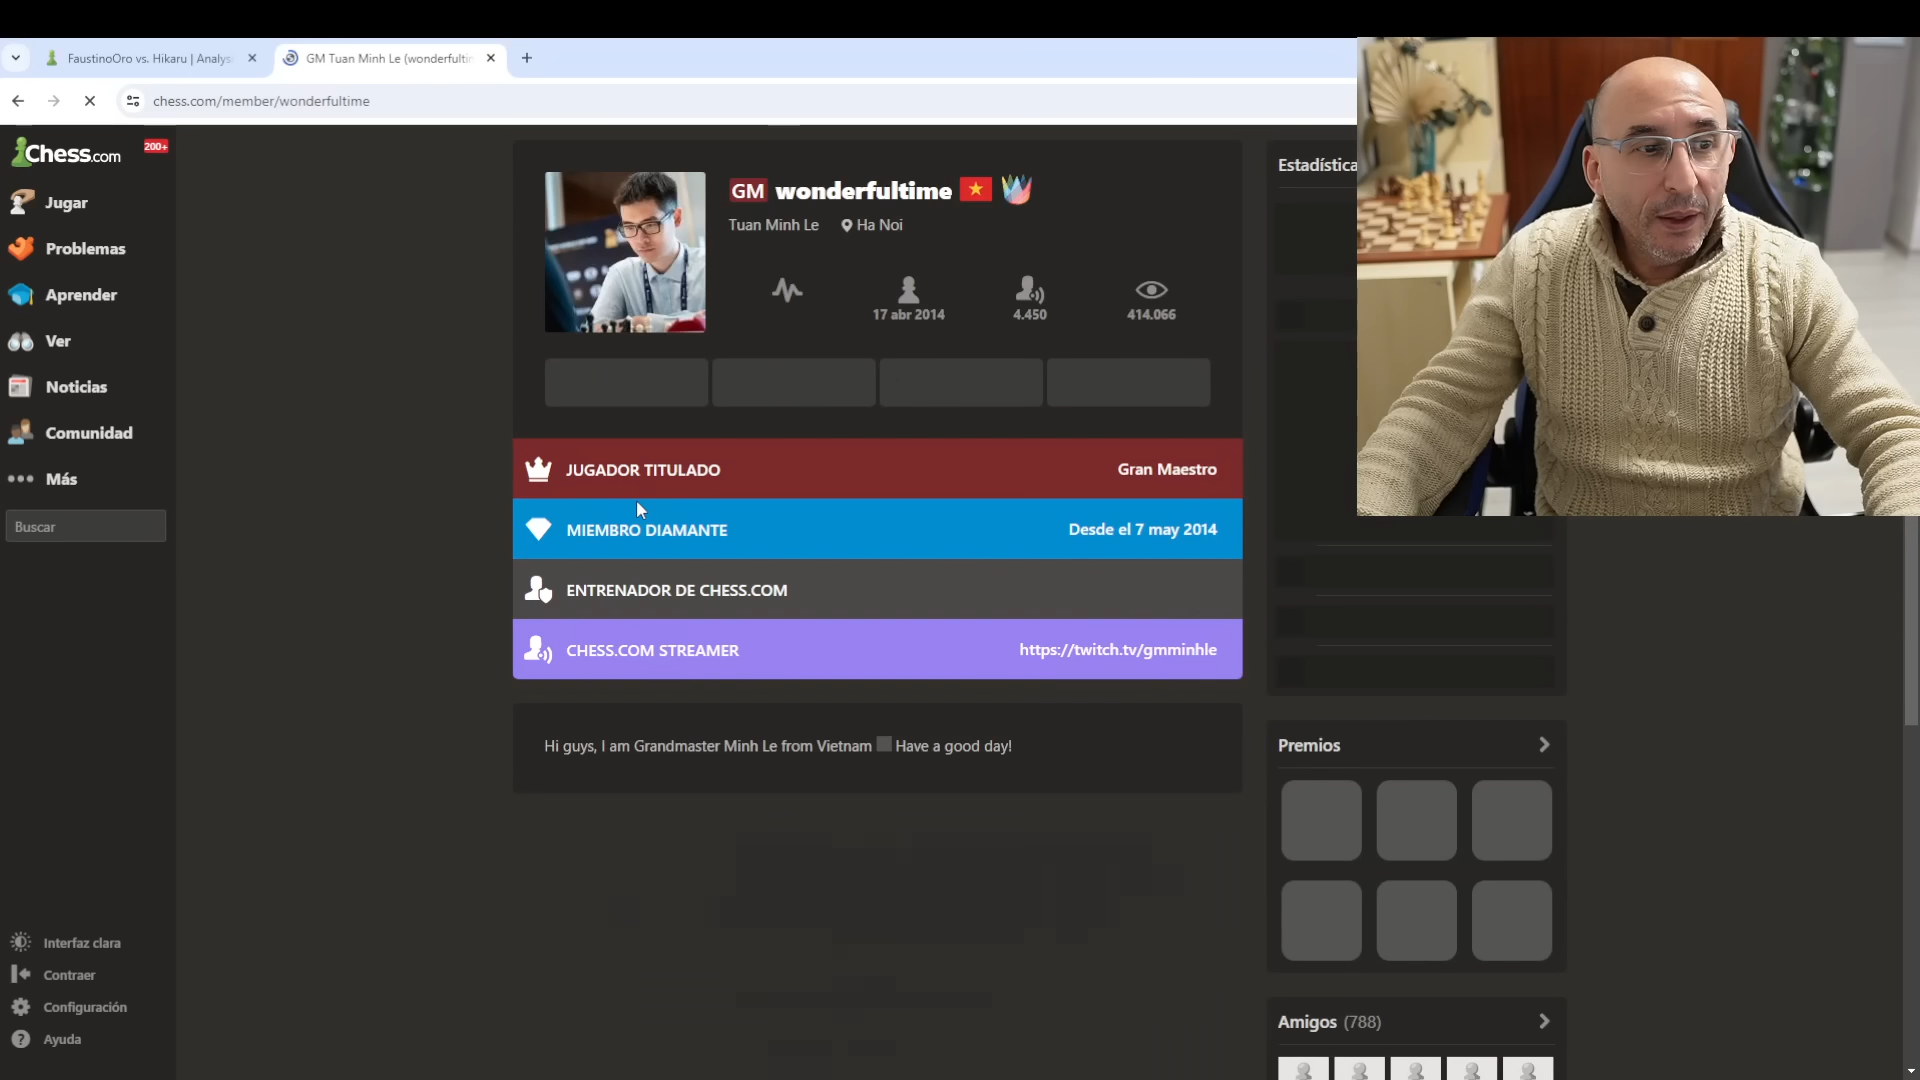 FaustinoOro vs. Hikaru | Analys
GM Tuan Minh Le (wonderfultim
chess.com/member/wonderfultime
Chess.com
200+
Jugar
Problemas
Aprender
Ver
Noticias
Comunidad
Más
Buscar
Interfaz clara
Contraer
Configuración
Ayuda
GM wonderfultime
Tuan Minh Le Ha Noi
17 abr 2014
4.450
414.066
JUGADOR TITULADO Gran Maestro
MIEMBRO DIAMANTE Desde el 7 may 2014
ENTRENADOR DE CHESS.COM
CHESS.COM STREAMER https://twitch.tv/gmminhle
Hi guys, I am Grandmaster Minh Le from Vietnam Have a good day!
Estadística
Premios
Amigos (788)